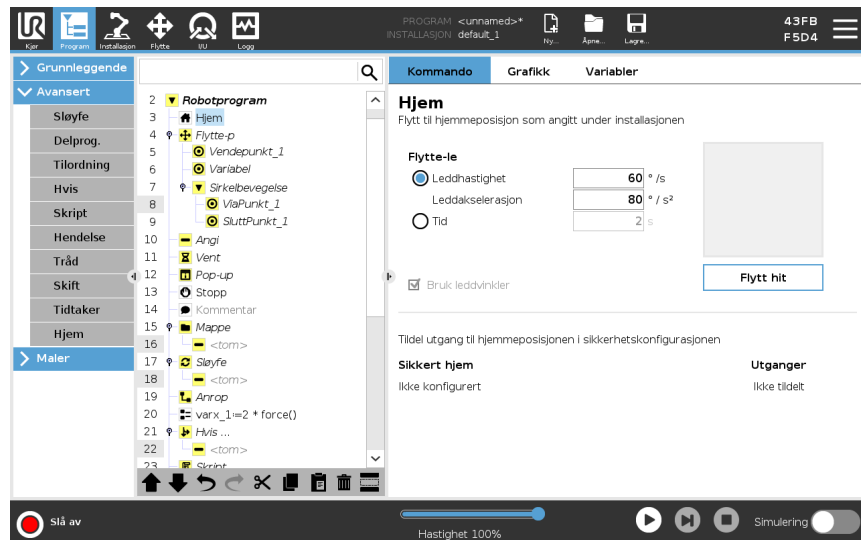 UR
Kjør
Program
Installasjon
Flytte
I/U
Logg
PROGRAM <unnamed>*
INSTALLASJON default_1
Ny...
Åpne...
Lagre...
43FB
F5D4
Grunnleggende
Avansert
Sløyfe
Delprog.
Tilordning
Hvis
Skript
Hendelse
Tråd
Skift
Tidtaker
Hjem
Maler
2 Robotprogram
3 Hjem
4 Flytte-p
5 Vendepunkt_1
6 Variabel
7 Sirkelbevegelse
8 ViaPunkt_1
9 SluttPunkt_1
10 Angi
11 Vent
12 Pop-up
13 Stopp
14 Kommentar
15 Mappe
16 <tom>
17 Sløyfe
18 <tom>
19 Anrop
20 varx_1≔2 * force()
21 Hvis ...
22 <tom>
23 Skript
Kommando
Grafikk
Variabler
Hjem
Flytt til hjemmeposisjon som angitt under installasjonen
Flytte-le
Leddhastighet 60 ° /s
Leddakselerasjon 80 ° / s²
Tid 2 s
Bruk leddvinkler
Flytt hit
Tildel utgang til hjemmeposisjonen i sikkerhetskonfigurasjonen
Sikkert hjem Utganger
Ikke konfigurert Ikke tildelt
Slå av
Hastighet 100%
Simulering